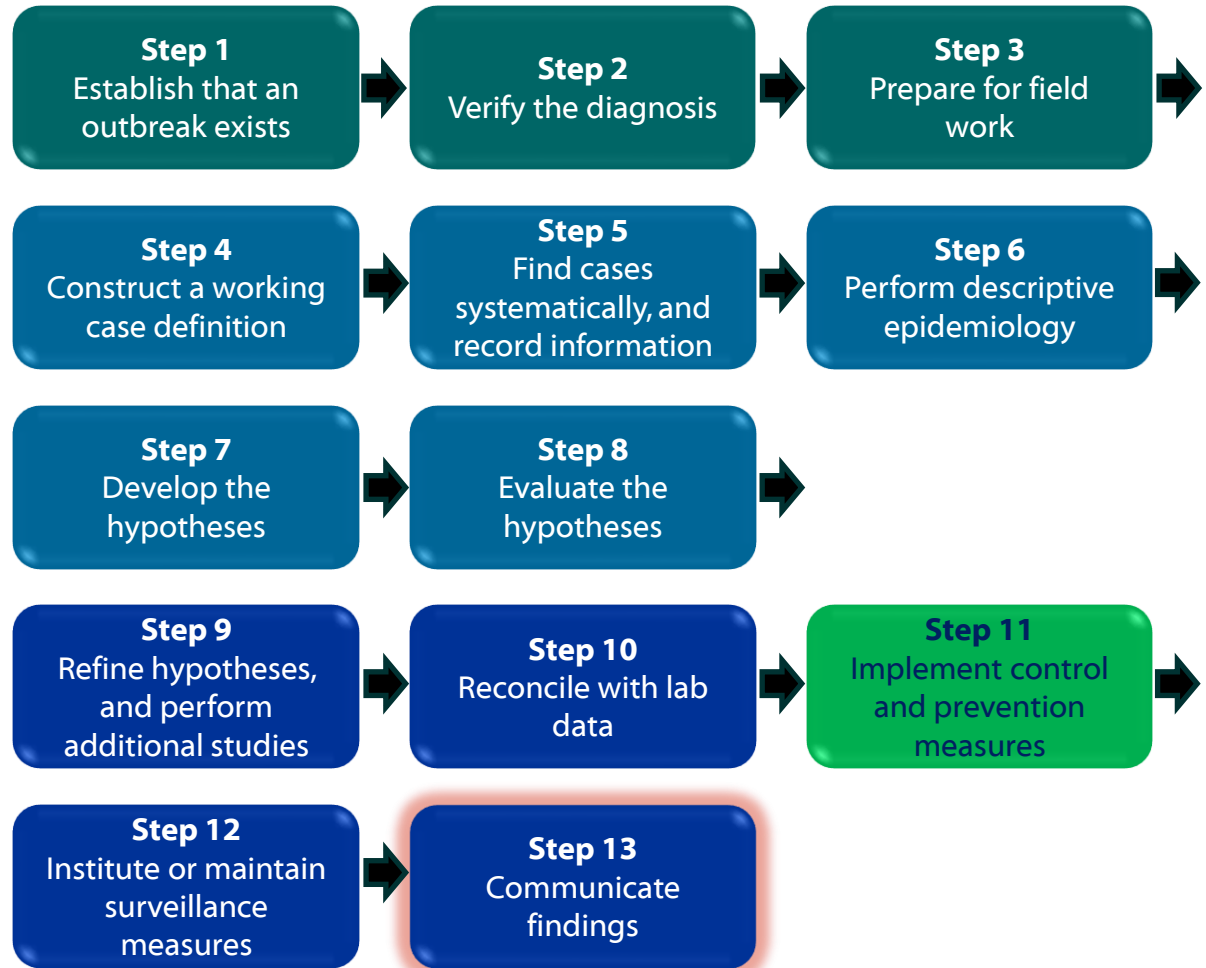 Step 1
Establish that an
outbreak exists
Step 2
Verify the diagnosis
Step 3
Prepare for field
work
Step 4
Construct a working
case definition
Step 5
Find cases
systematically, and
record information
Step 6
Perform descriptive
epidemiology
Step 7
Develop the
hypotheses
Step 8
Evaluate the
hypotheses
Step 9
Refine hypotheses,
and perform
additional studies
Step 10
Reconcile with lab
data
Step 11
Implement control
and prevention
measures
Step 12
Institute or maintain
surveillance
measures
Step 13
Communicate
findings